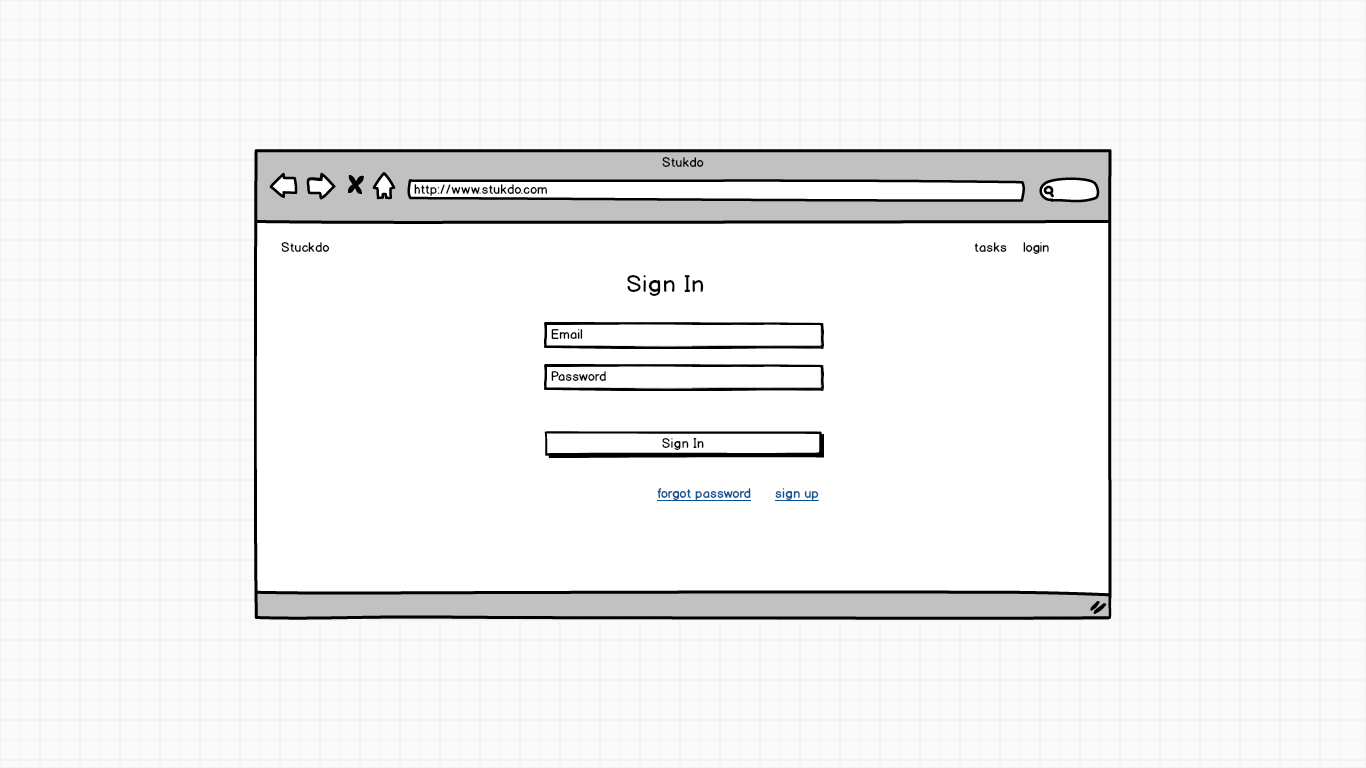 Stukdo
http://www.stukdo.com
Stuckdo tasks login
Sign In
Email
Password
Sign In
forgot password sign up